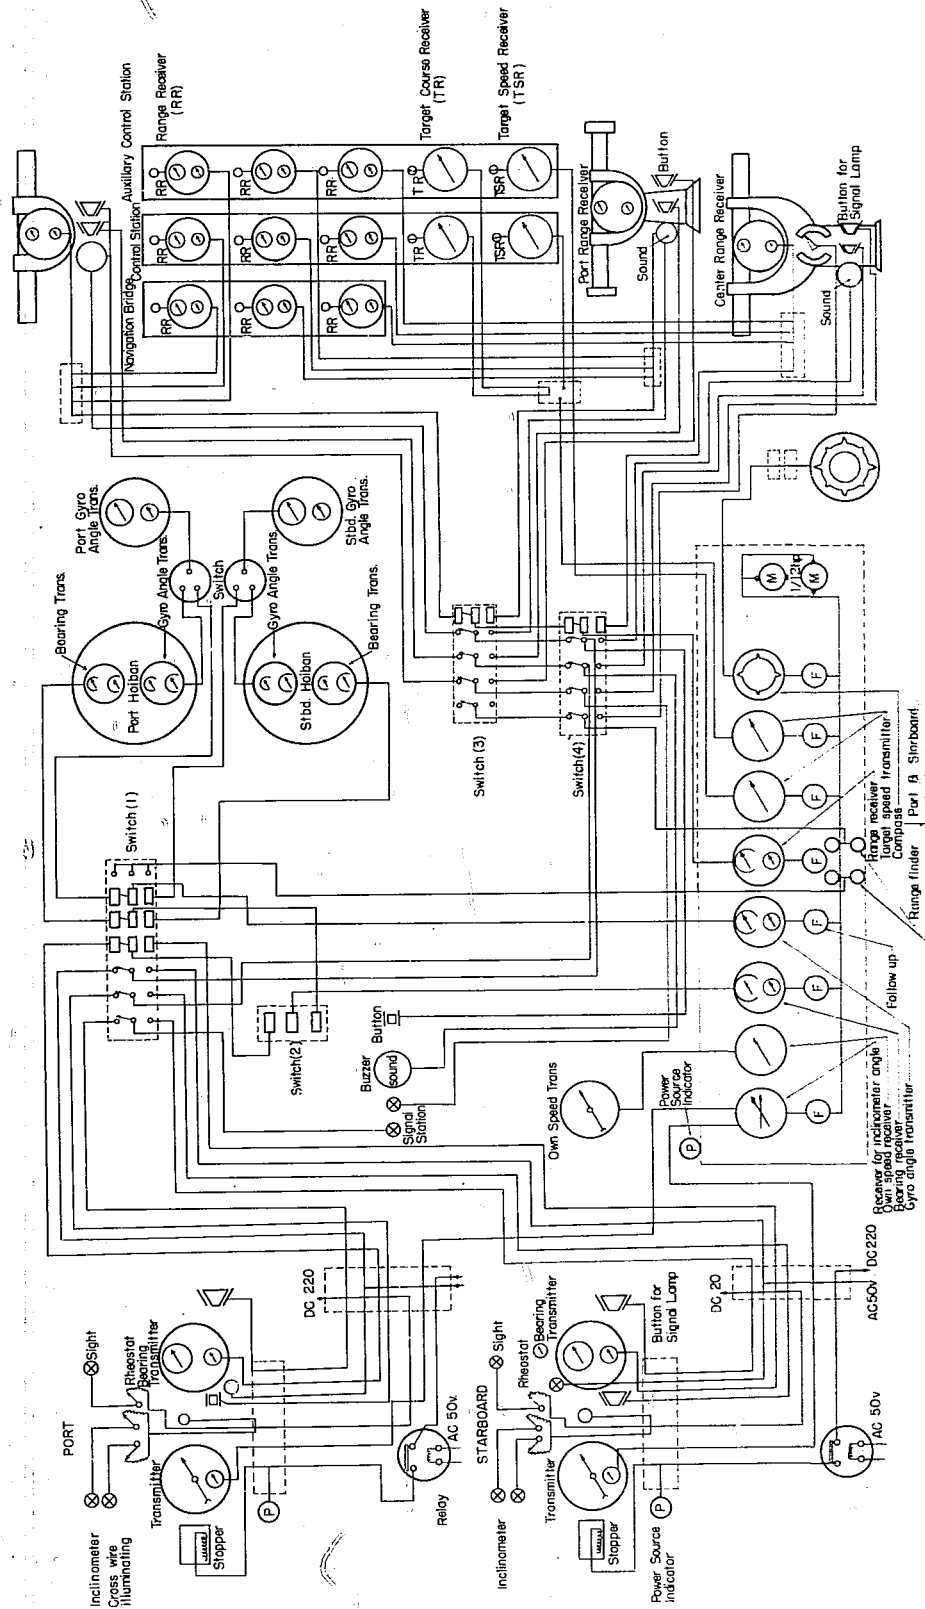 Auxillary Control Station
Range Receiver
(RR)
Target Course Receiver
(TR)
Target Speed Receiver
(TSR)
RR
RR
RR
TR
TSR
Control Station
RR
RR
RR
TR
TSR
Navigation Bridge
RR
RR
RR
Port Range Receiver
Button
Sound
Center Range Receiver
Button for
Signal Lamp
Sound
Port Gyro
Angle Trans.
Stbd. Gyro
Angle Trans.
Bearing Trans.
Gyro Angle Trans.
Switch
Gyro Angle Trans.
Bearing Trans.
Port Hoiban
Stbd. Hoiban
Switch (3)
Switch(4)
Switch (1)
Switch(2)
Button
Buzzer
sound
Signal
Station
Own Speed Trans
Power
Source
Indicator
P
M
1/12hp
M
F
F
F
F
F
F
F
Range receiver
Target speed transmitter
Compass
Range finder
Port & Starboard
Follow up
Receiver for inclinometer angle
Own speed receiver
Bearing receiver
Gyro angle transmitter
PORT
Sight
Rheostat
Bearing
Transmitter
Inclinometer
Cross wire
illuminating
Transmitter
Stopper
P
DC 220
AC 50v.
Relay
STARBOARD
Sight
Rheostat
Bearing
Transmitter
Button for
Signal Lamp
Inclinometer
Transmitter
Stopper
P
Power Source
Indicator
DC 20
DC220
AC50v
AC 50v